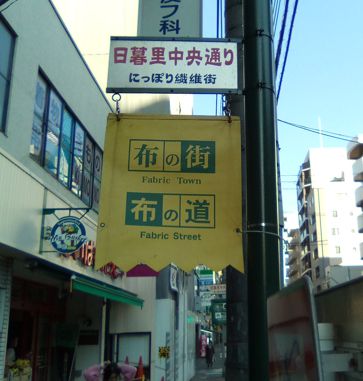 皮フ科
日暮里中央通り
にっぽり繊維街
布の街
Fabric Town
布の道
Fabric Street